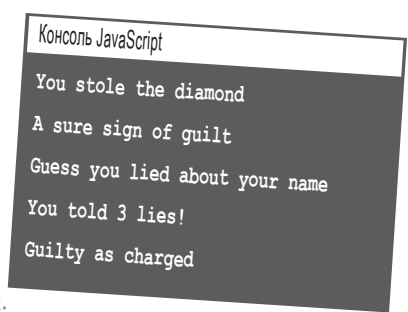 Консоль JavaScript
You stole the diamond
A sure sign of guilt
Guess you lied about your name
You told 3 lies!
Guilty as charged